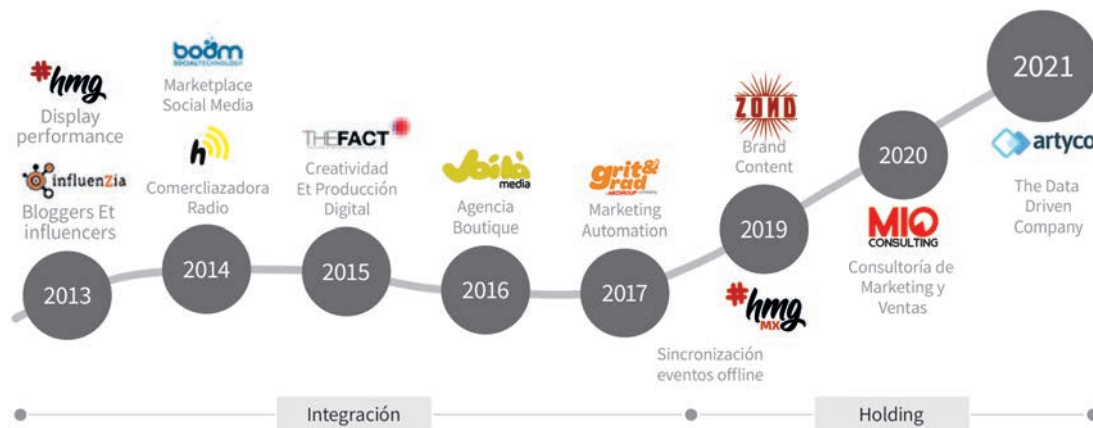 #hmg
Display
performance
influenZia
Bloggers Et
influencers
2013
boom
SOCIALTECHNOLOGY
Marketplace
Social Media
h
Comercliazadora
Radio
2014
THEFACT
Creatividad
Et Producción
Digital
2015
Voilà
media
Agencia
Boutique
2016
grit&
grad
Marketing
Automation
2017
ZOND
Brand
Content
2019
#hmg
MX
Sincronización
eventos offline
2020
MIO
CONSULTING
Consultoría de
Marketing y
Ventas
2021
artyco
The Data
Driven
Company
Integración
Holding